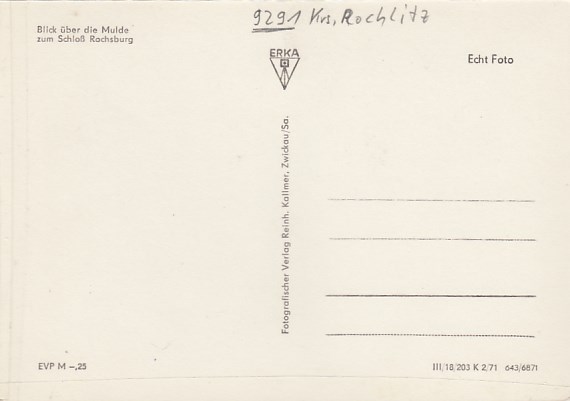 9291 Krs, Rochlitz
Blick über die Mulde
zum Schloß Rochsburg
ERKA
Echt Foto
Fotografischer Verlag Reinh. Kallmer, Zwickau/Sa.
EVP M –,25
III/18/203 K 2/71 643/6871